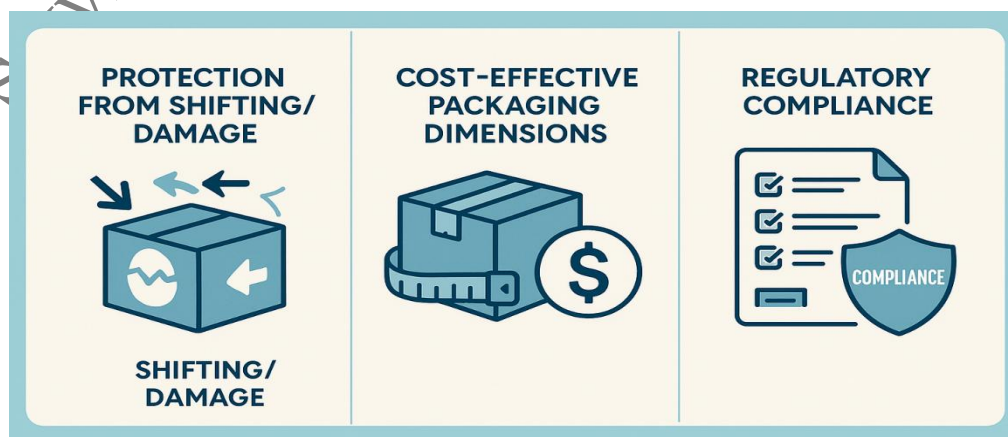 PROTECTION
FROM SHIFTING/
DAMAGE
SHIFTING/
DAMAGE
COST-EFFECTIVE
PACKAGING
DIMENSIONS
$
REGULATORY
COMPLIANCE
COMPLIANCE